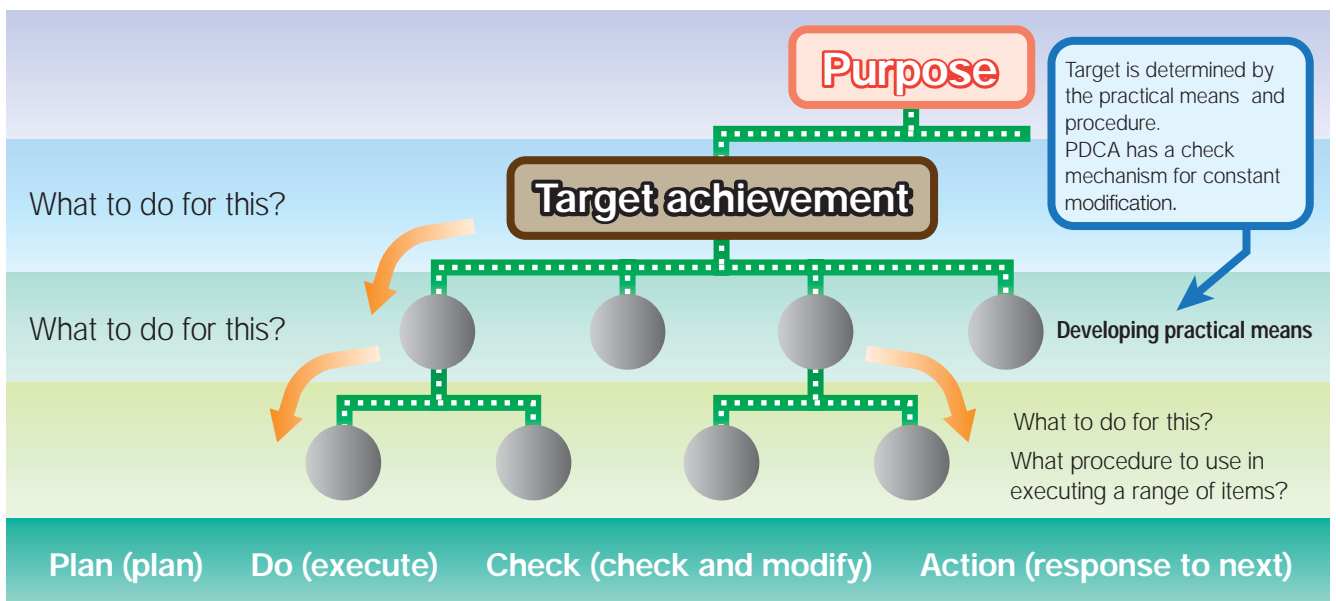 Purpose
Target is determined by
the practical means and
procedure.
PDCA has a check
mechanism for constant
modification.
What to do for this?
Target achievement
What to do for this?
Developing practical means
What to do for this?
What procedure to use in
executing a range of items?
Plan (plan) Do (execute) Check (check and modify) Action (response to next)